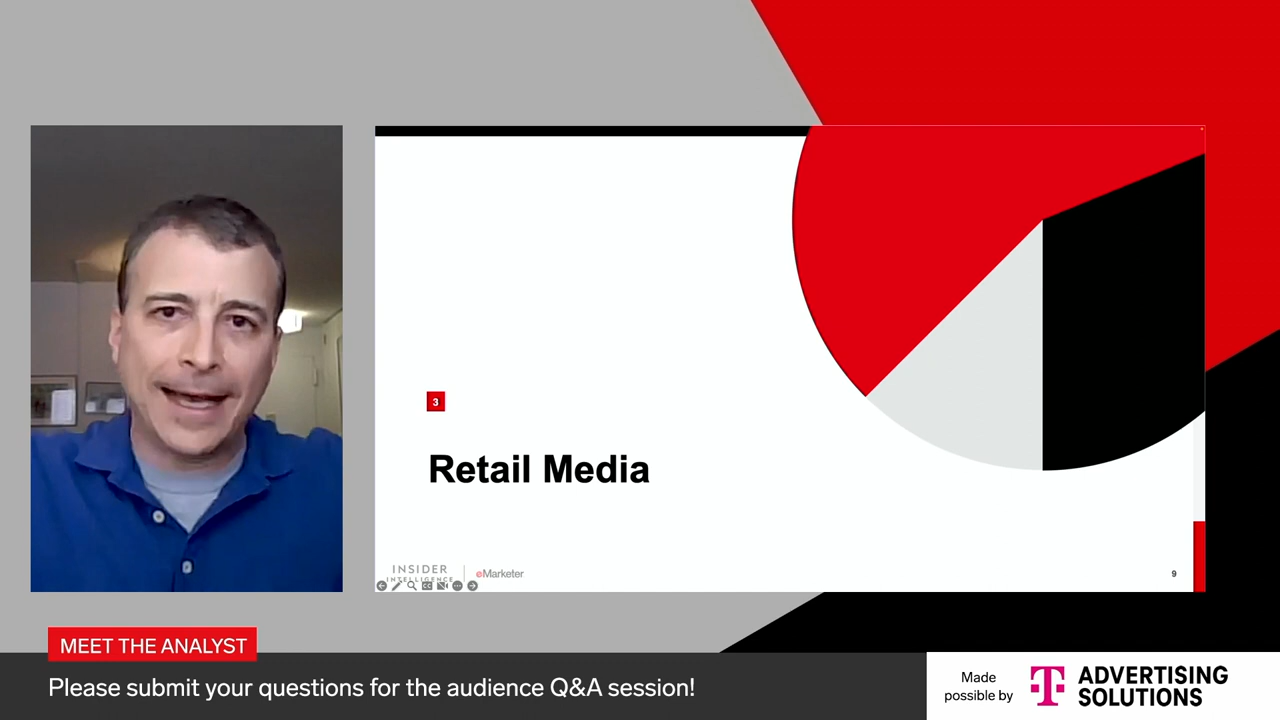 3
Retail Media
INSIDER
INTELLIGENCE
eMarketer
9
MEET THE ANALYST
Please submit your questions for the audience Q&A session!
Made
possible by
T
ADVERTISING
SOLUTIONS